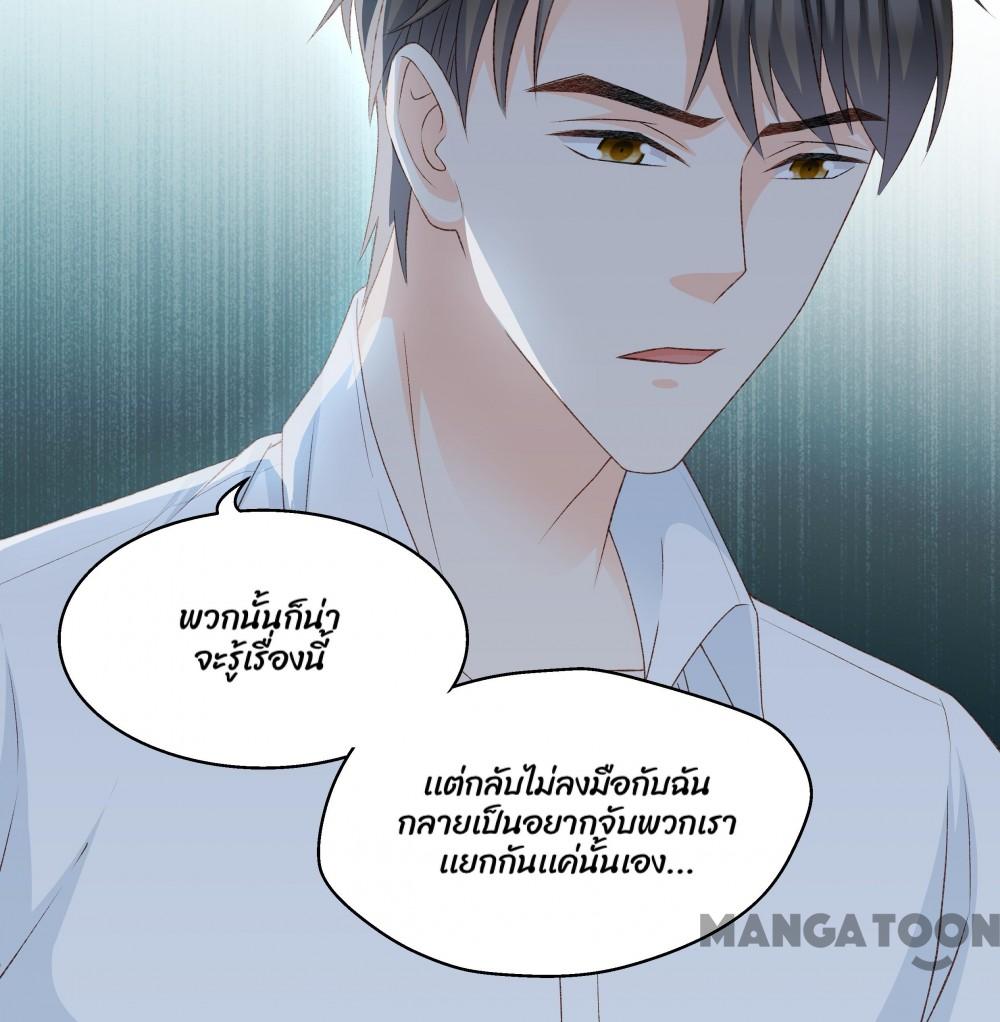 พวกนั้นก็น่า
จะรู้เรื่องนี้
แต่กลับไม่ลงมือกับฉัน
กลายเป็นอยากจับพวกเรา
แยกกันแค่นั้นเอง...
MANGATOON